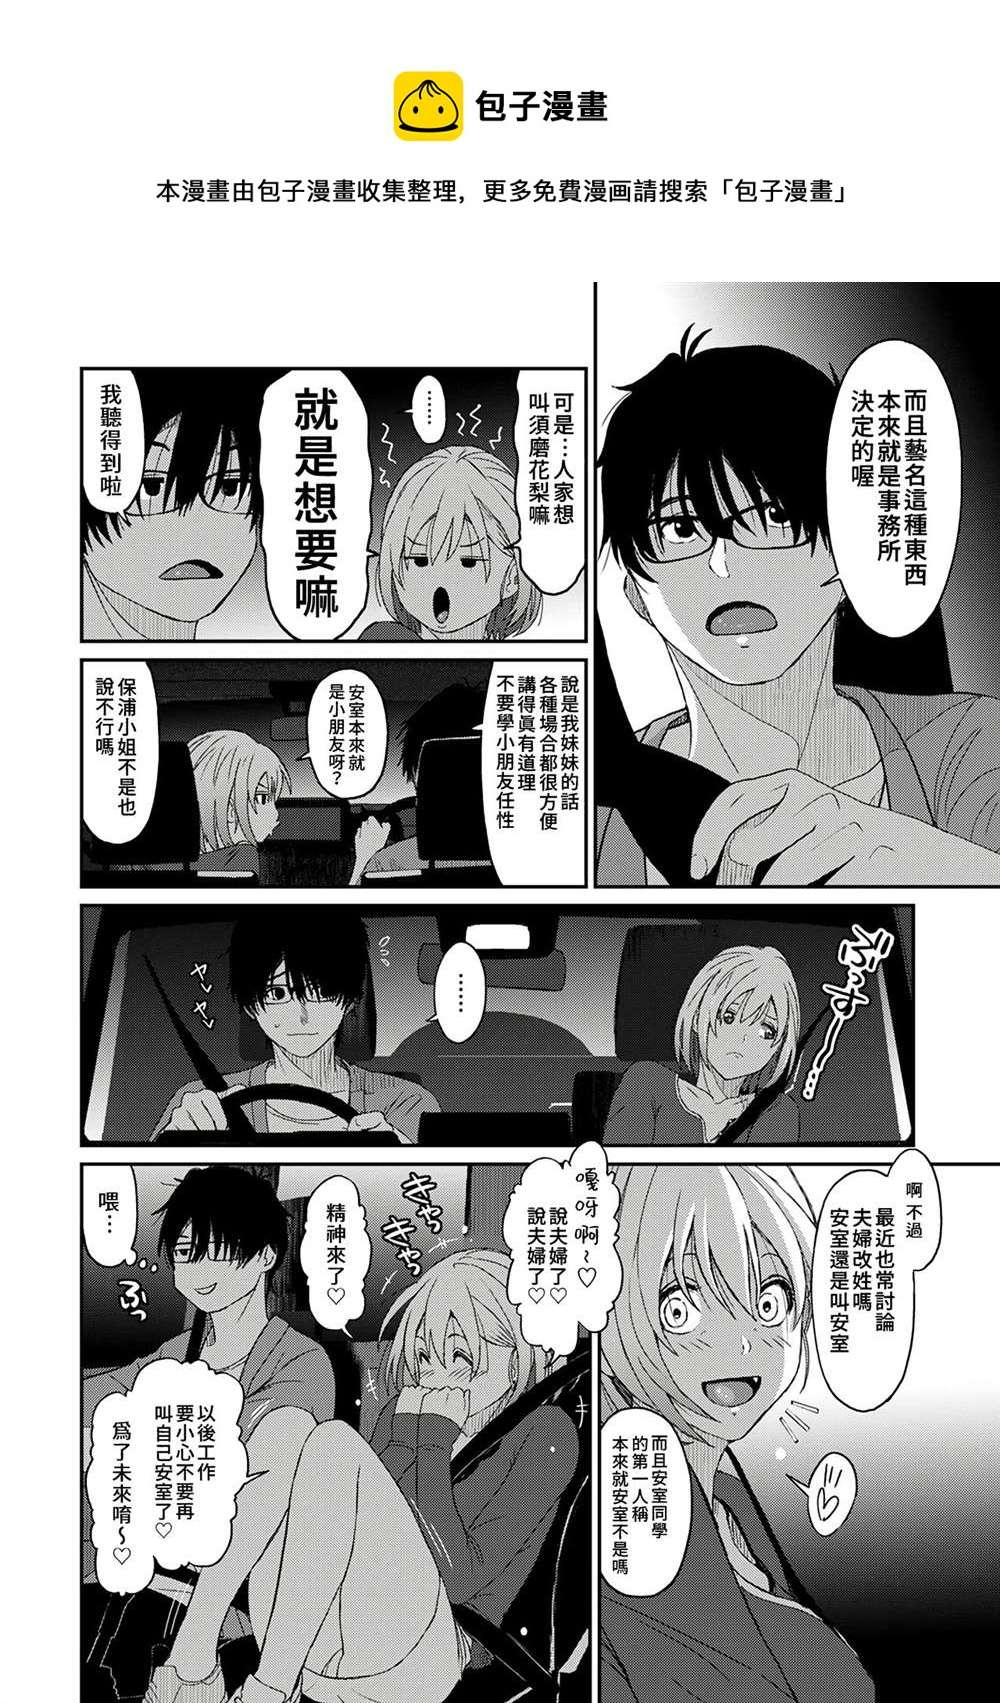 包子漫畫
本漫畫由包子漫畫收集整理，更多免費漫画請搜索「包子漫畫」
而且藝名這種東西
本來就是事務所
決定的喔
可是…人家想
叫須磨花梨嘛
……
就是想要嘛
我聽得到啦
說是我妹妹的話
各種場合都很方便
講得真有道理
不要學小朋友任性
安室本來就
是小朋友呀？
保浦小姐不是也
說不行嗎
ぶっすー……
……
ヤレヤレ
啊 不過
最近也常討論
夫婦改姓嗎
安室還是叫安室
而且安室同學
的第一人稱
本來就安室不是嗎
嘎呀啊~♡
說夫婦了♡
說夫婦了♡
きゃっ
きゃっ
精神來了♡
喂…
ふっ
以後工作
要小心不要再
叫自己安室了♡
為了未來唷~♡